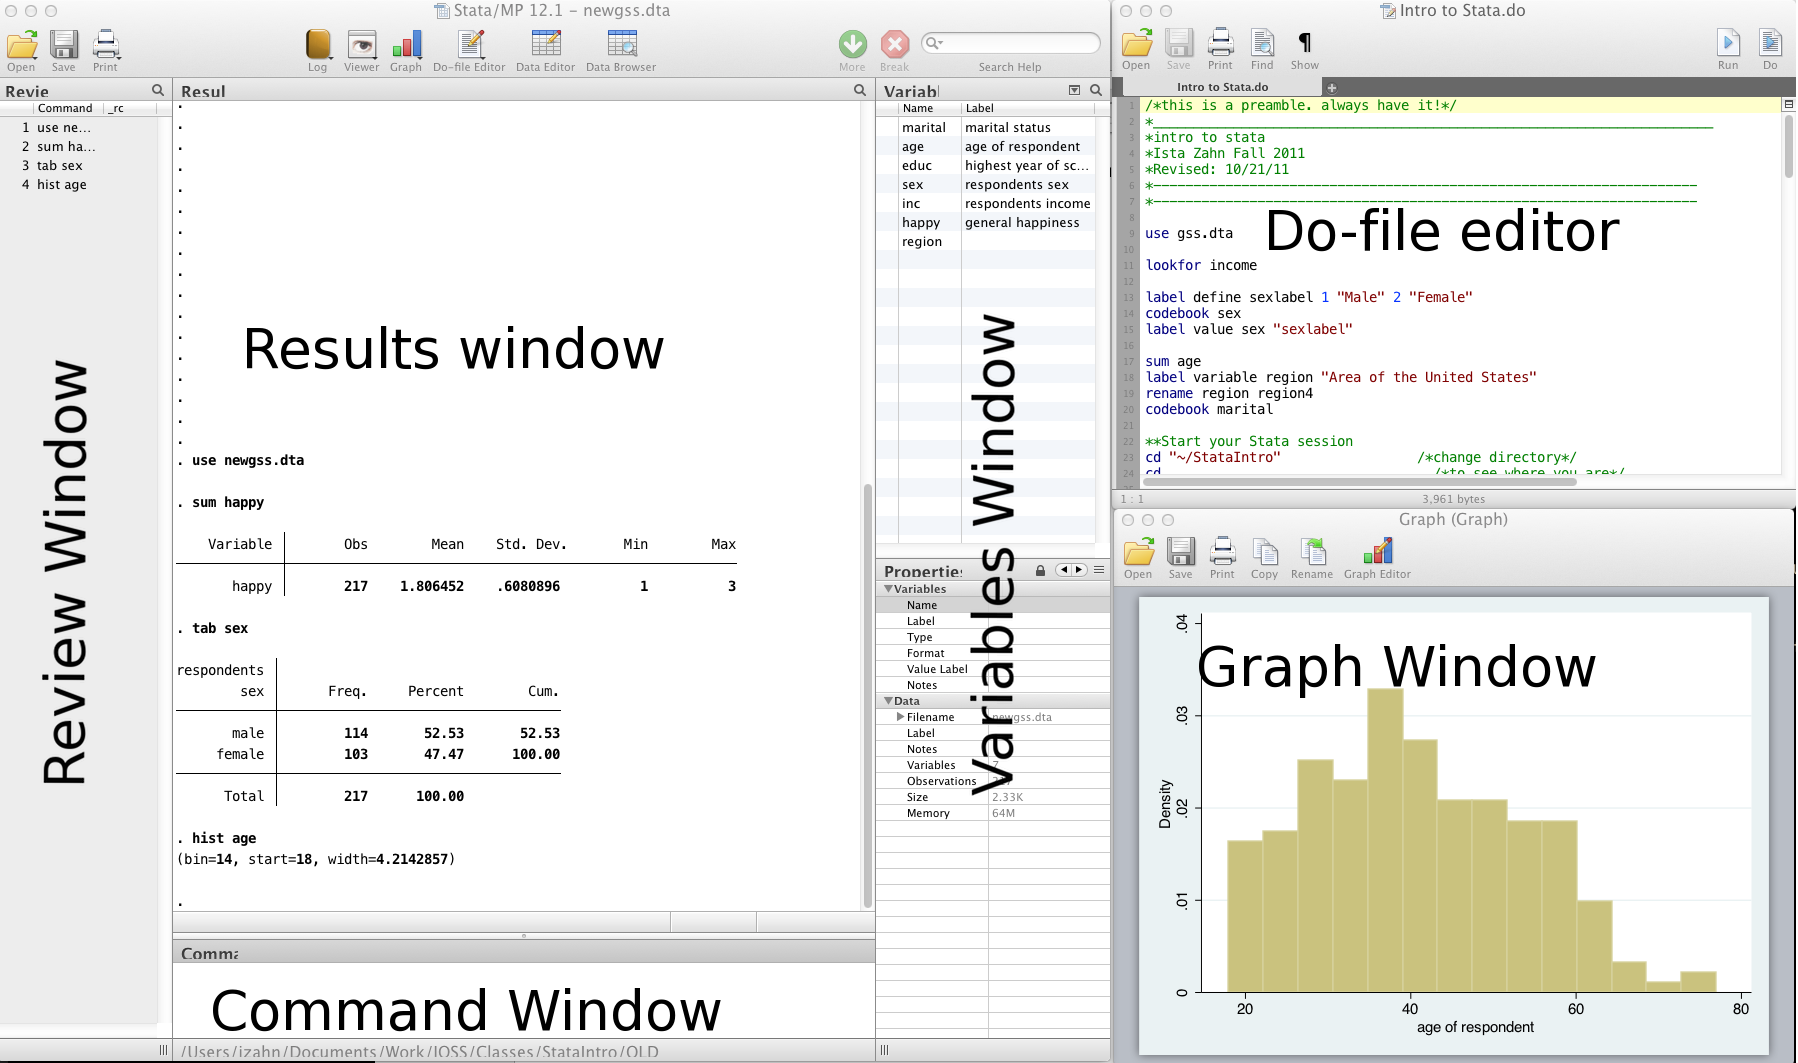 Stata/MP 12.1 – newgss.dta
Open Save Print Log Viewer Graph Do-file Editor Data Editor Data Browser More Break Search Help
Revie
Command _rc
1 use ne…
2 sum ha…
3 tab sex
4 hist age
Review Window
Resul
Results window
. use newgss.dta
. sum happy
Variable Obs Mean Std. Dev. Min Max
happy 217 1.806452 .6080896 1 3
. tab sex
respondents
sex Freq. Percent Cum.
male 114 52.53 52.53
female 103 47.47 100.00
Total 217 100.00
. hist age
(bin=14, start=18, width=4.2142857)
.
Comma
Command Window
/Users/izahn/Documents/Work/IQSS/Classes/StataIntro/OLD
Variabl
Name Label
marital marital status
age age of respondent
educ highest year of sc…
sex respondents sex
inc respondents income
happy general happiness
region
Variables Window
Propertie
Variables
Name
Label
Type
Format
Value Label
Notes
Data
Filename newgss.dta
Label
Notes
Variables 7
Observations
Size 2.33K
Memory 64M
Intro to Stata.do
Open Save Print Find Show Run Do
Intro to Stata.do
1 /*this is a preamble. always have it!*/
2 *
3 *intro to stata
4 *Ista Zahn Fall 2011
5 *Revised: 10/21/11
6 *--------------------------------------------------------------------
7 *--------------------------------------------------------------------
8
9 use gss.dta
10
11 lookfor income
12
13 label define sexlabel 1 "Male" 2 "Female"
14 codebook sex
15 label value sex "sexlabel"
16
17 sum age
18 label variable region "Area of the United States"
19 rename region region4
20 codebook marital
21
22 **Start your Stata session
23 cd "~/StataIntro" /*change directory*/
24 cd /*to see where you are*/
Do-file editor
1 : 1 3,961 bytes
Graph (Graph)
Open Save Print Copy Rename Graph Editor
Graph Window
Density
0 .01 .02 .03 .04
20 40 60 80
age of respondent